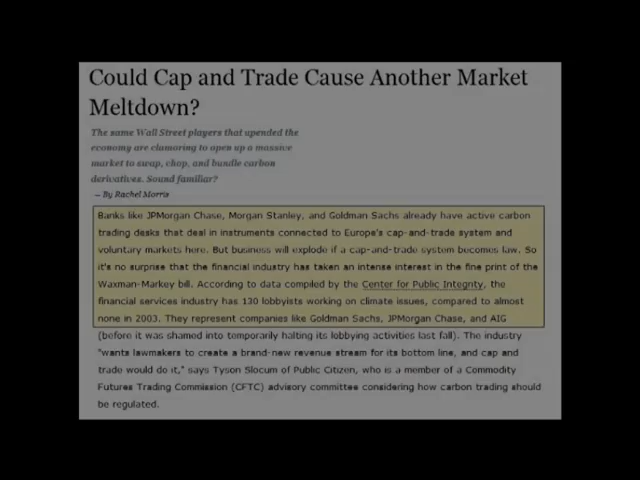 Could Cap and Trade Cause Another Market
Meltdown?
The same Wall Street players that upended the
economy are clamoring to open up a massive
market to swap, chop, and bundle carbon
derivatives. Sound familiar?
— By Rachel Morris
Banks like JPMorgan Chase, Morgan Stanley, and Goldman Sachs already have active carbon
trading desks that deal in instruments connected to Europe's cap-and-trade system and
voluntary markets here. But business will explode if a cap-and-trade system becomes law. So
it's no surprise that the financial industry has taken an intense interest in the fine print of the
Waxman-Markey bill. According to data compiled by the Center for Public Integrity, the
financial services industry has 130 lobbyists working on climate issues, compared to almost
none in 2003. They represent companies like Goldman Sachs, JPMorgan Chase, and AIG
(before it was shamed into temporarily halting its lobbying activities last fall). The industry
"wants lawmakers to create a brand-new revenue stream for its bottom line, and cap and
trade would do it," says Tyson Slocum of Public Citizen, who is a member of a Commodity
Futures Trading Commission (CFTC) advisory committee considering how carbon trading should
be regulated.